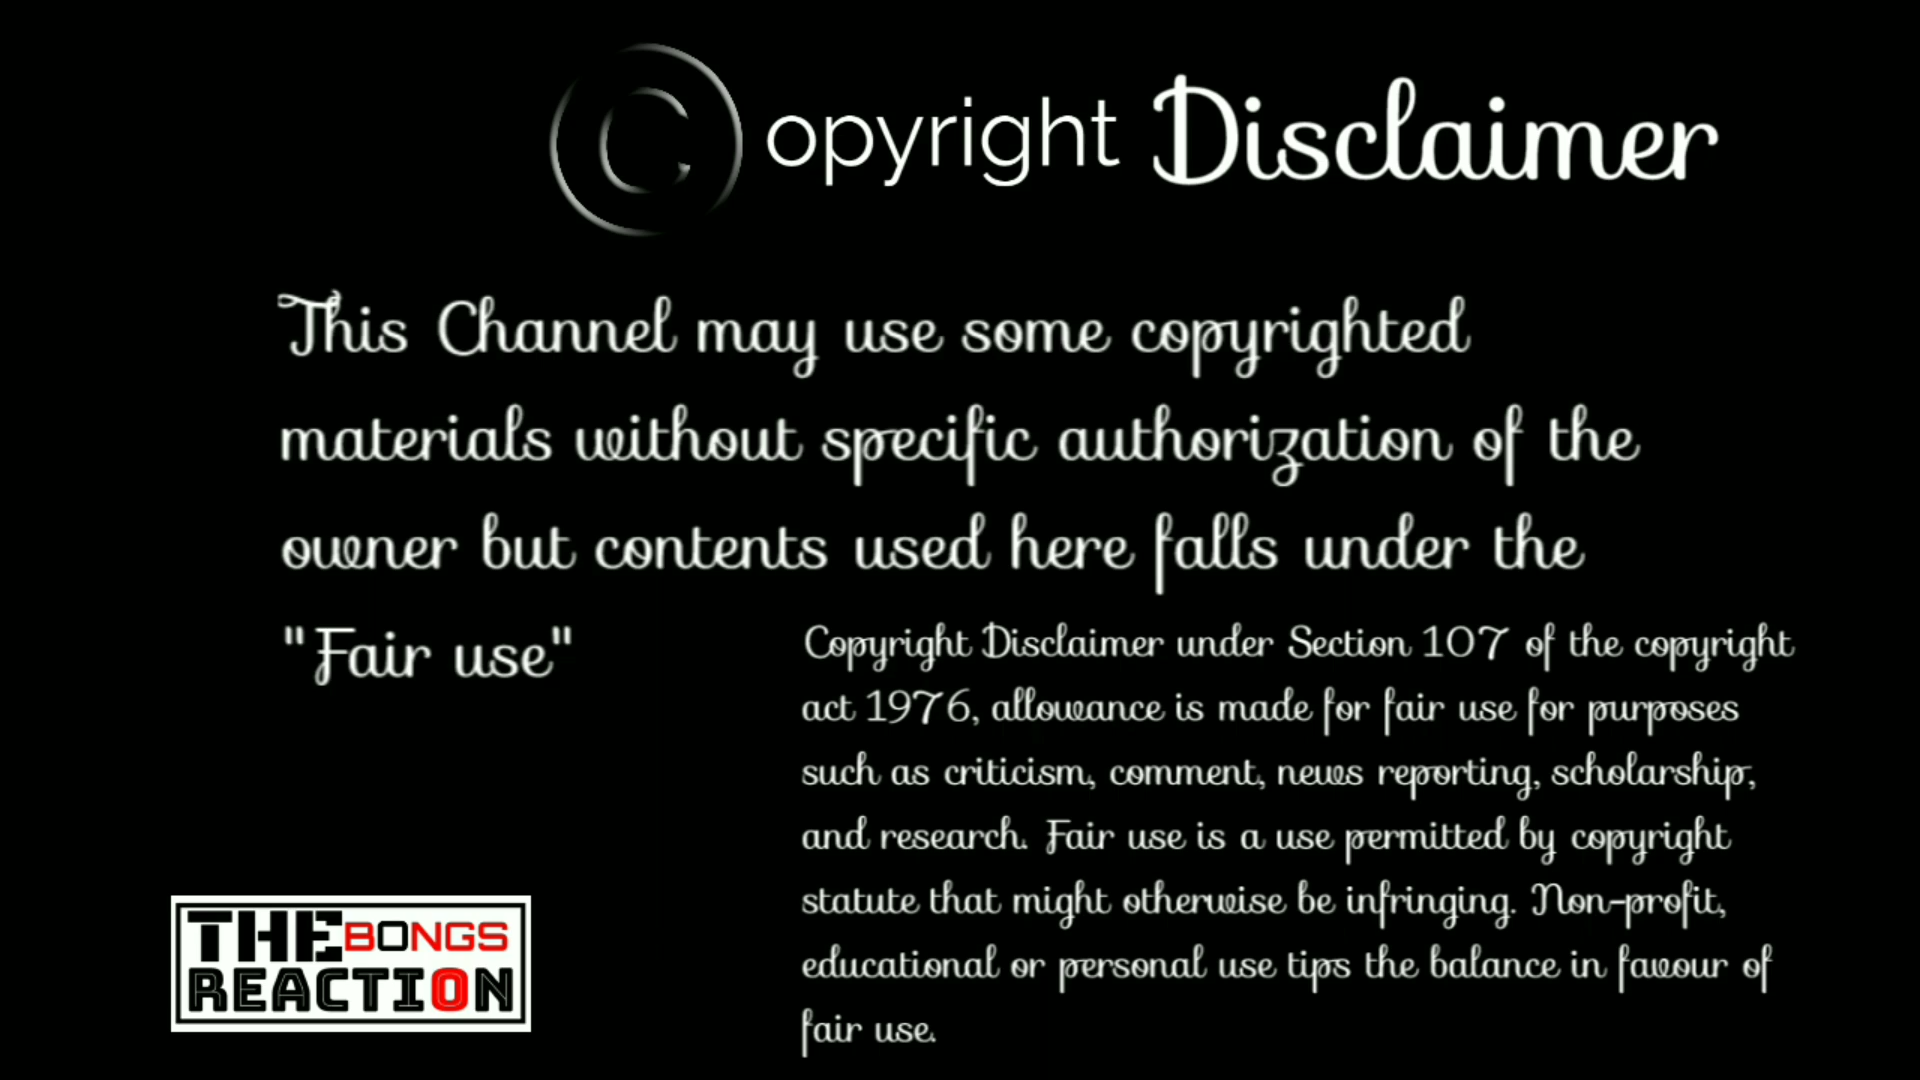 ©opyright Disclaimer
This Channel may use some copyrighted
materials without specific authorization of the
owner but contents used here falls under the
"Fair use"
Copyright Disclaimer under Section 107 of the copyright
act 1976, allowance is made for fair use for purposes
such as criticism, comment, news reporting, scholarship,
and research. Fair use is a use permitted by copyright
statute that might otherwise be infringing. Non-profit,
educational or personal use tips the balance in favour of
fair use.
THE BONGS
REACTION